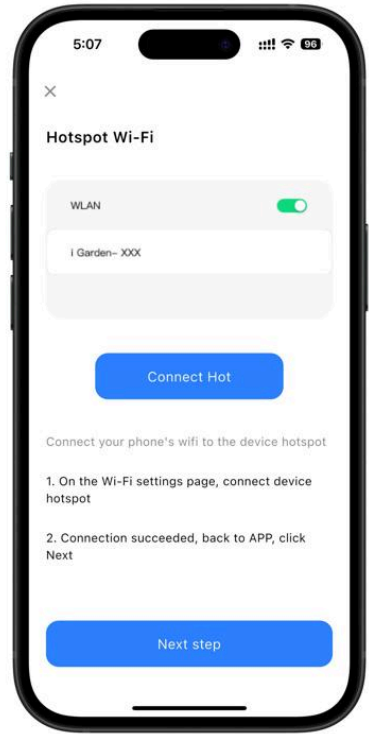 5:07
96
Hotspot Wi-Fi
WLAN
i Garden- XXX
Connect Hot
Connect your phone's wifi to the device hotspot
1. On the Wi-Fi settings page, connect device
hotspot
2. Connection succeeded, back to APP, click
Next
Next step